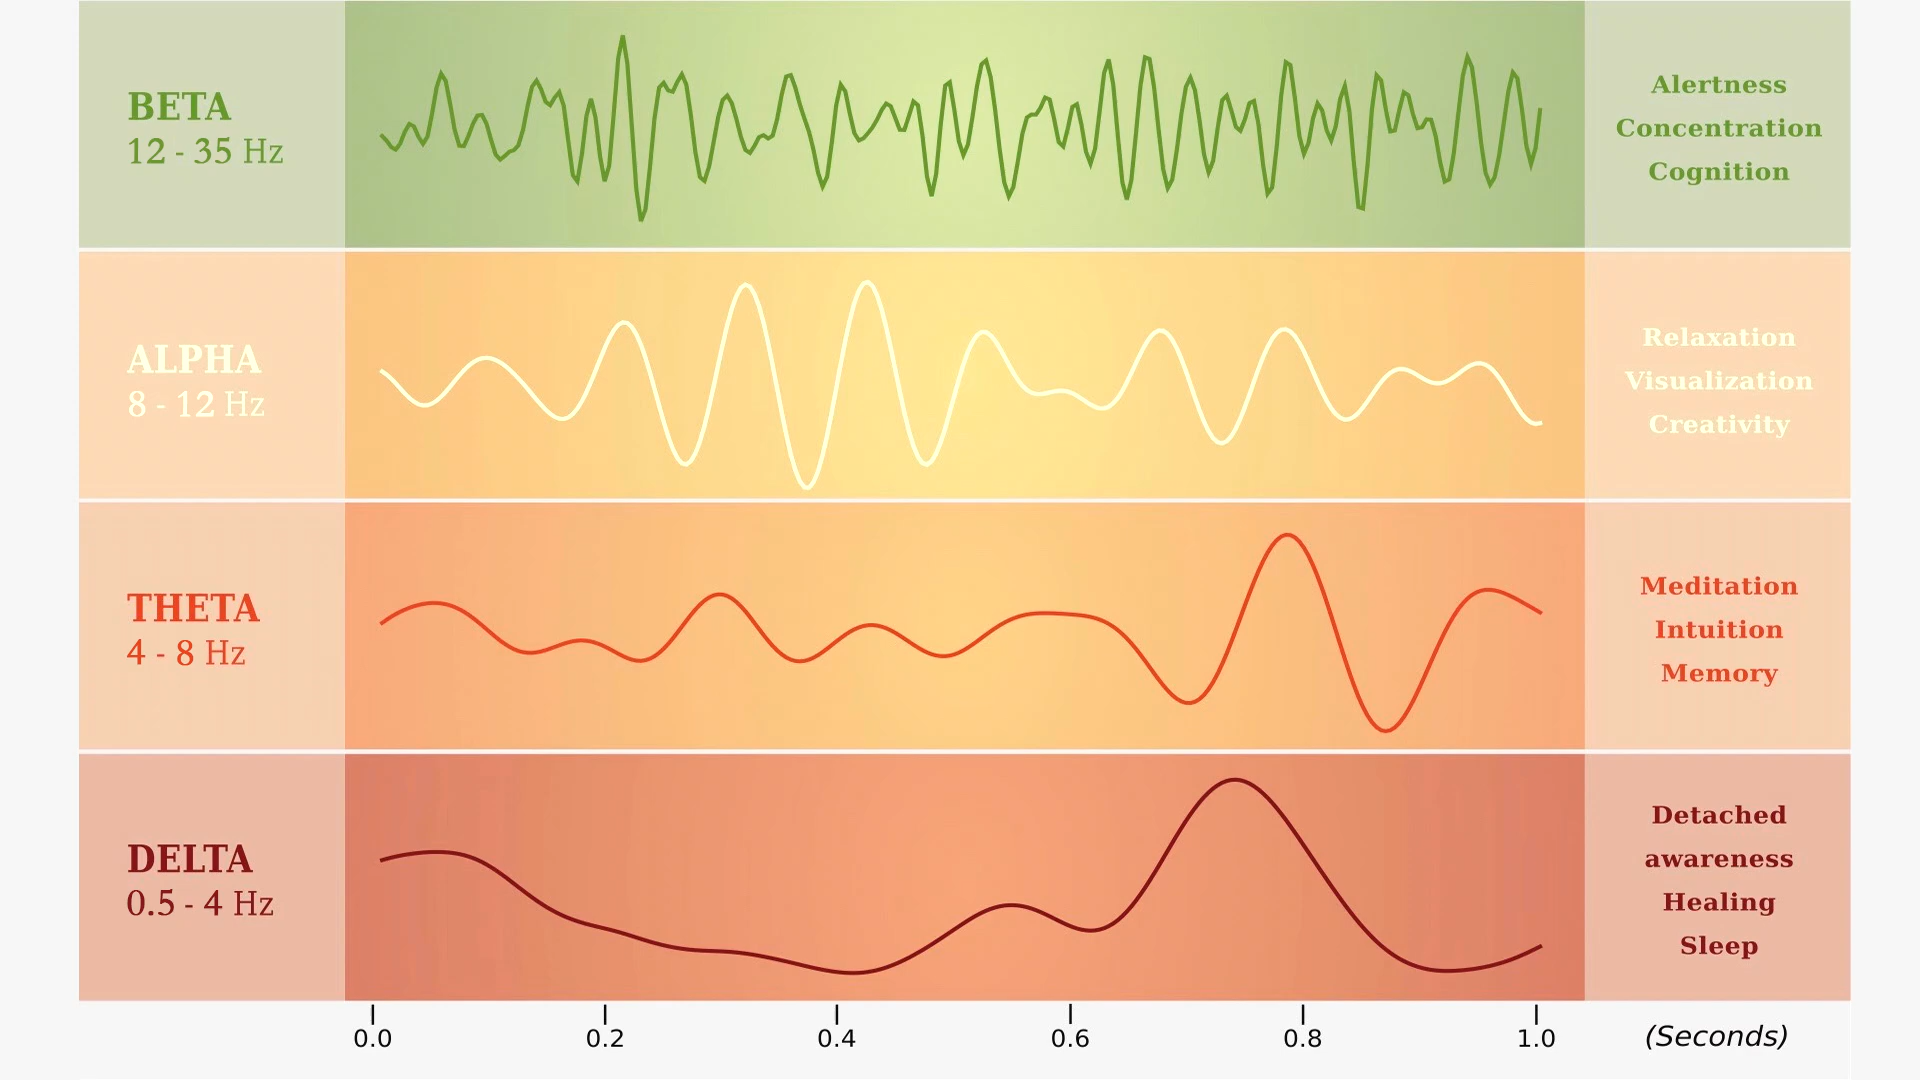 BETA
12 - 35 Hz
Alertness
Concentration
Cognition
ALPHA
8 - 12 Hz
Relaxation
Visualization
Creativity
THETA
4 - 8 Hz
Meditation
Intuition
Memory
DELTA
0.5 - 4 Hz
Detached
awareness
Healing
Sleep
0.0 0.2 0.4 0.6 0.8 1.0 (Seconds)